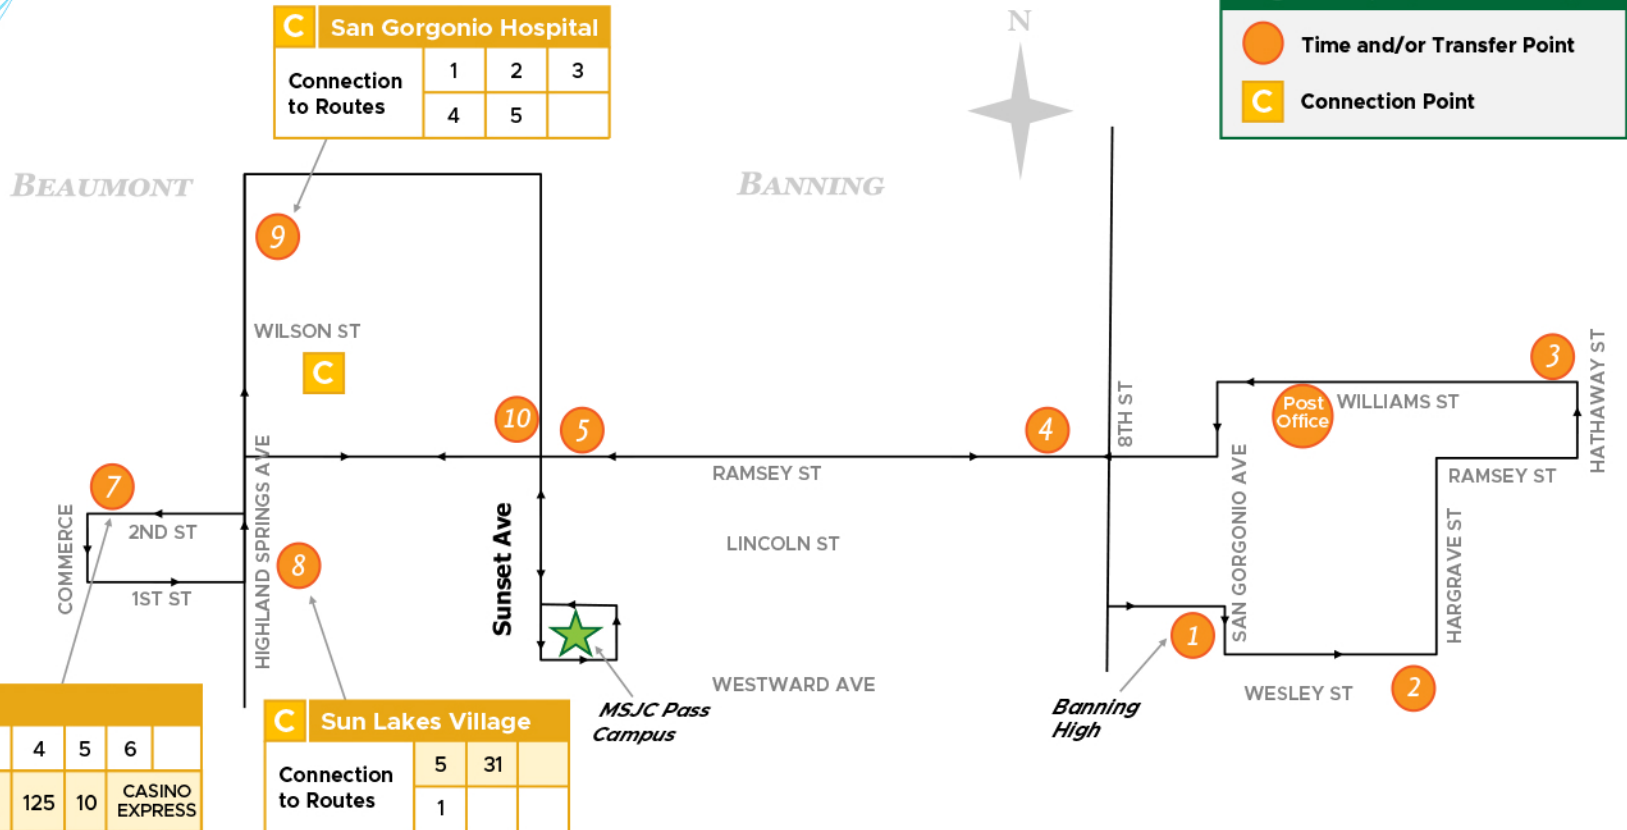 C San Gorgonio Hospital
Connection
to Routes
1 2 3
4 5
N
Time and/or Transfer Point
C Connection Point
BEAUMONT
BANNING
9
WILSON ST
C
10
5
4
8TH ST
3
Post
Office
WILLIAMS ST
HATHAWAY ST
RAMSEY ST
RAMSEY ST
7
2ND ST
COMMERCE
1ST ST
HIGHLAND SPRINGS AVE
8
Sunset Ave
LINCOLN ST
SAN GORGONIO AVE
HARGRAVE ST
1
WESTWARD AVE
WESLEY ST
2
MSJC Pass
Campus
Banning
High
4 5 6
125 10 CASINO
EXPRESS
C Sun Lakes Village
Connection
to Routes
5 31
1